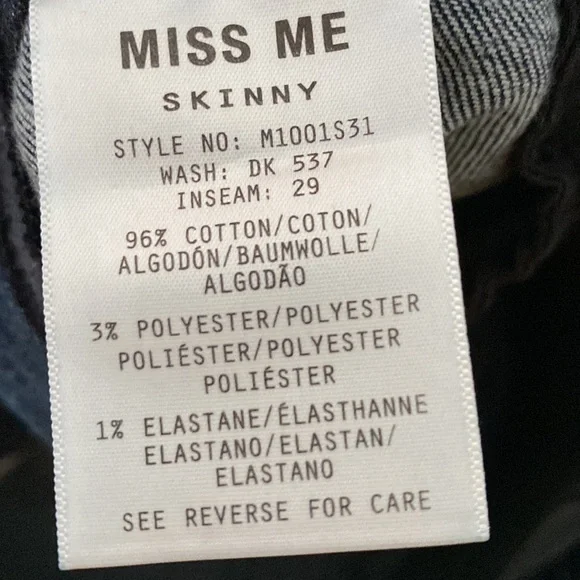 MISS ME
SKINNY
STYLE NO: M1001S31
WASH: DK 537
INSEAM: 29
96% COTTON/COTON/
ALGODÓN/BAUMWOLLE/
ALGODÃO
3% POLYESTER/POLYESTER
POLIÉSTER/POLYESTER
POLIÉSTER
1% ELASTANE/ÉLASTHANNE
ELASTANO/ELASTAN/
ELASTANO
SEE REVERSE FOR CARE